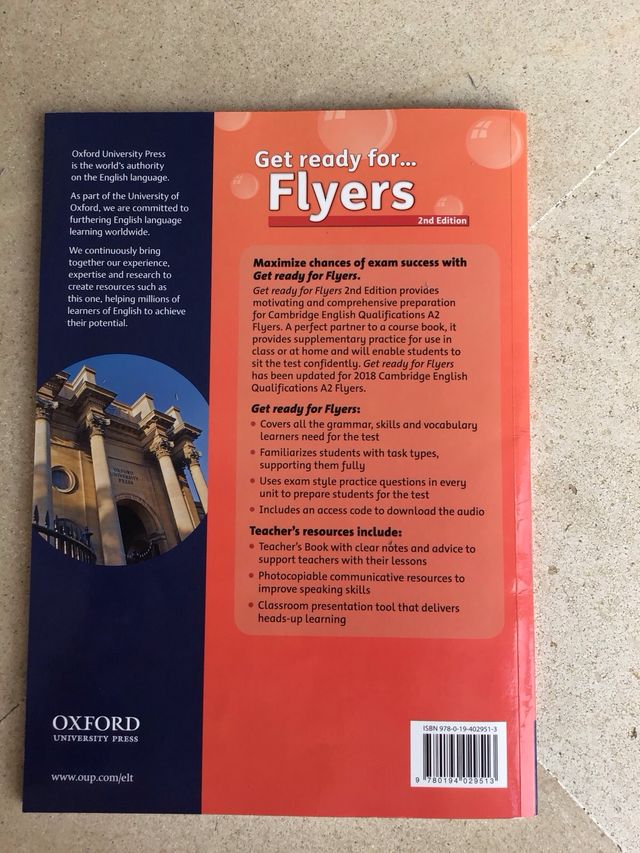 Oxford University Press
is the world's authority
on the English language.
As part of the University of
Oxford, we are committed to
furthering English language
learning worldwide.
We continuously bring
together our experience,
expertise and research to
create resources such as
this one, helping millions of
learners of English to achieve
their potential.
OXFORD
UNIVERSITY
PRESS
OXFORD
UNIVERSITY PRESS
www.oup.com/elt
Get ready for...
Flyers
2nd Edition
Maximize chances of exam success with
Get ready for Flyers.
Get ready for Flyers 2nd Edition provides
motivating and comprehensive preparation
for Cambridge English Qualifications A2
Flyers. A perfect partner to a course book, it
provides supplementary practice for use in
class or at home and will enable students to
sit the test confidently. Get ready for Flyers
has been updated for 2018 Cambridge English
Qualifications A2 Flyers.
Get ready for Flyers:
• Covers all the grammar, skills and vocabulary
learners need for the test
• Familiarizes students with task types,
supporting them fully
• Uses exam style practice questions in every
unit to prepare students for the test
• Includes an access code to download the audio
Teacher's resources include:
• Teacher's Book with clear notes and advice to
support teachers with their lessons
• Photocopiable communicative resources to
improve speaking skills
• Classroom presentation tool that delivers
heads-up learning
ISBN 978-0-19-402951-3
9 780194 029513